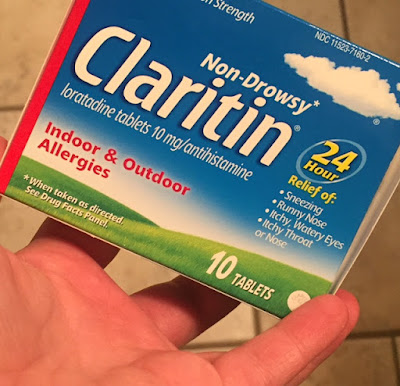 Strength
NDC 11523-7160-2
Non-Drowsy*
Claritin®
loratadine tablets 10 mg/antihistamine
Indoor & Outdoor
Allergies
24
Hour
Relief of:
• Sneezing
• Runny Nose
• Itchy, Watery Eyes
• Itchy Throat
or Nose
*When taken as directed.
See Drug Facts Panel.
10 TABLETS